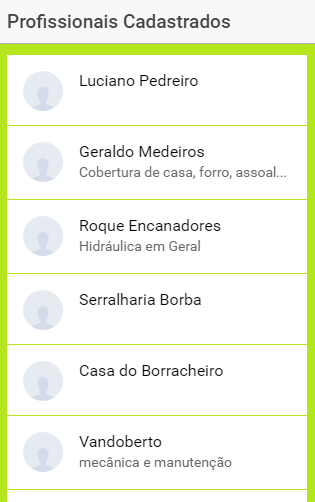 Profissionais Cadastrados
Luciano Pedreiro
Geraldo Medeiros
Cobertura de casa, forro, assoal...
Roque Encanadores
Hidráulica em Geral
Serralharia Borba
Casa do Borracheiro
Vandoberto
mecânica e manutenção